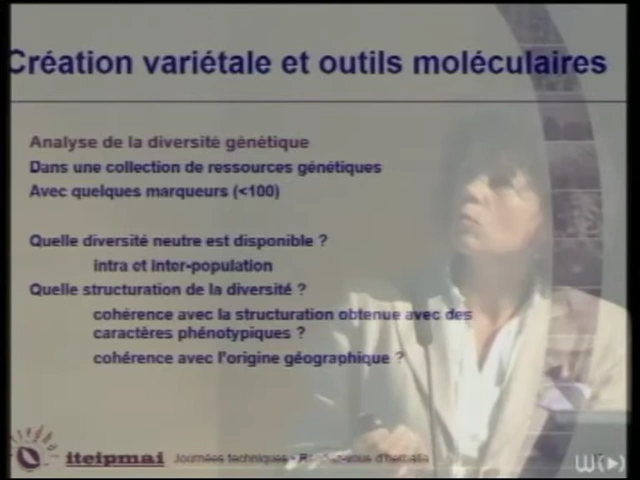 Création variétale et outils moléculaires
Analyse de la diversité génétique
Dans une collection de ressources génétiques
Avec quelques marqueurs (<100)
Quelle diversité neutre est disponible ?
intra et inter-population
Quelle structuration de la diversité ?
cohérence avec la structuration obtenue avec des
caractères phénotypiques ?
cohérence avec l'origine géographique ?
iteipmai Journées techniques -